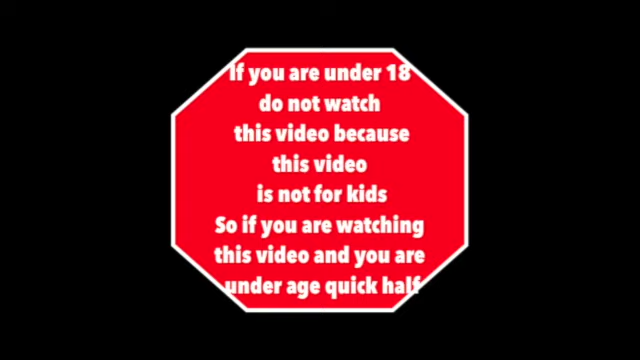 If you are under 18
do not watch
this video because
this video
is not for kids
So if you are watching
this video and you are
under age quick half